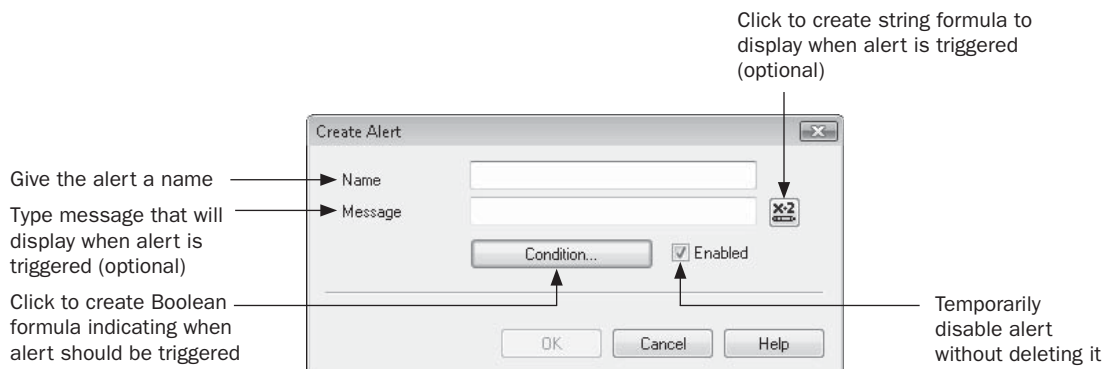 Click to create string formula to
display when alert is triggered
(optional)
Create Alert
Give the alert a name
Name
Type message that will
display when alert is
triggered (optional)
Message
x+2
Condition...
Enabled
Click to create Boolean
formula indicating when
alert should be triggered
Temporarily
disable alert
without deleting it
OK
Cancel
Help